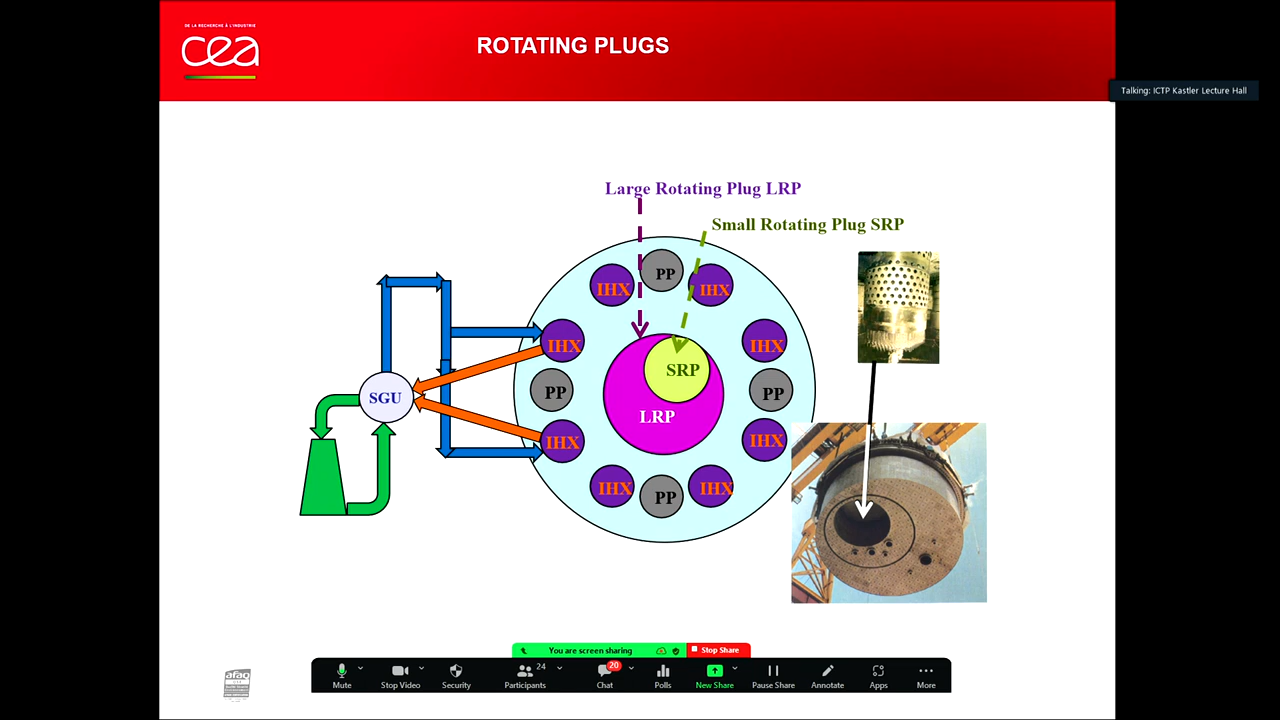 DE LA RECHERCHE À L'INDUSTRIE
cea
ROTATING PLUGS
Talking: ICTP Kastler Lecture Hall
Large Rotating Plug LRP
Small Rotating Plug SRP
PP
IHX
IHX
IHX
IHX
SRP
SGU
PP
PP
LRP
IHX
IHX
IHX
PP
IHX
You are screen sharing
Stop Share
afaq
Mute
Stop Video
Security
Participants
24
Chat
20
Polls
New Share
Pause Share
Annotate
Apps
More